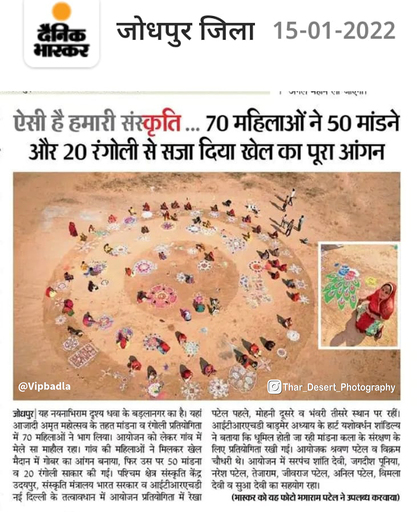 दैनिक
भास्कर
जोधपुर जिला 15-01-2022
ऐसी है हमारी संस्कृति ... 70 महिलाओं ने 50 मांडने
और 20 रंगोली से सजा दिया खेल का पूरा आंगन
@Vipbadla
Thar_Desert_Photography
जोधपुर| यह नयनाभिराम दृश्य धवा के बड़लानगर का है। यहां
आजादी अमृत महोत्सव के तहत मांडना व रंगोली प्रतियोगिता
में 70 महिलाओं ने भाग लिया। आयोजन को लेकर गांव में
मेले सा माहौल रहा। गांव की महिलाओं ने मिलकर खेल
मैदान में गोबर का आंगन बनाया, फिर उस पर 50 मांडना
व 20 रंगोली साकार की गई। पश्चिम क्षेत्र संस्कृति केंद्र
उदयपुर, संस्कृति मंत्रालय भारत सरकार व आईटीआरएचडी
नई दिल्ली के तत्वावधान में आयोजन प्रतियोगिता में रेखा
पटेल पहले, मोहनी दूसरे व भंवरी तीसरे स्थान पर रहीं।
आईटीआरएचडी बाड़मेर अध्याय के हार्ट यशोवर्धन शांडिल्य
ने बताया कि धूमिल होती जा रही मांडना कला के संरक्षण के
लिए प्रतियोगिता रखी गई। आयोजक श्रवण पटेल व विक्रम
चौधरी थे। आयोजन में सरपंच शांति देवी, जगदीश पूनिया,
नरेश पटेल, तेजाराम, जीवराज पटेल, अनिल पटेल, विमला
देवी व सुआ देवी का सहयोग रहा।
(भास्कर को यह फोटो मगाराम पटेल ने उपलब्ध करवाया)